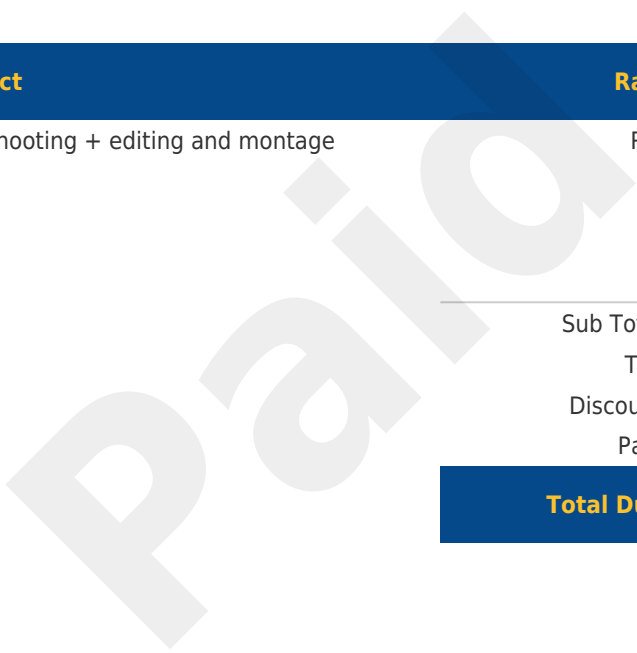 ct Ra
hooting + editing and montage
Sub To
T
Discou
Pa
Total Du
Paid